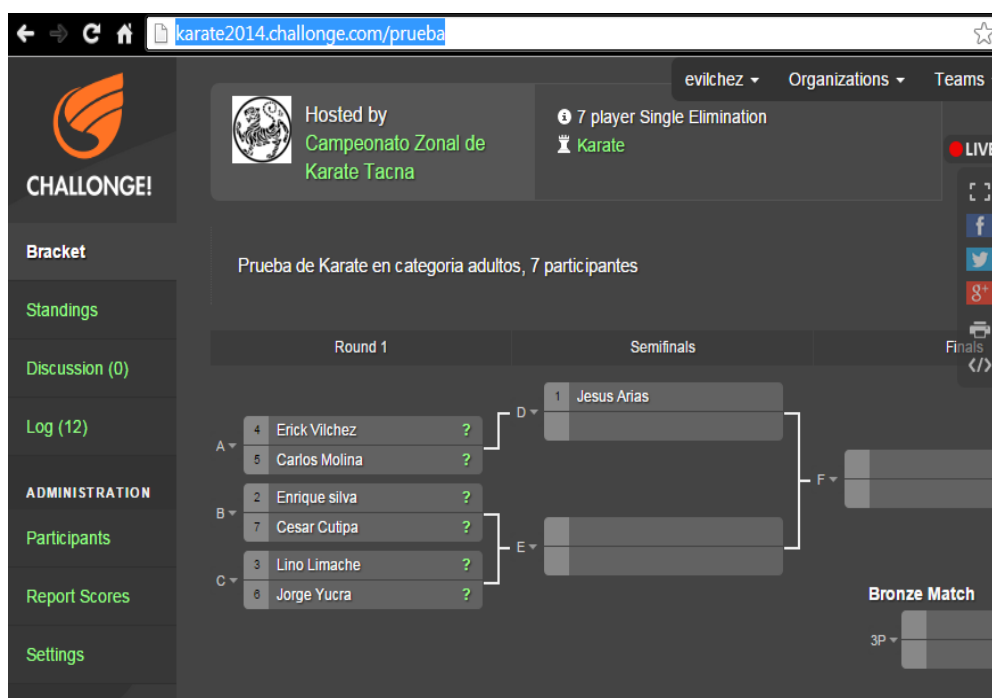 karate2014.challonge.com/prueba
evilchez Organizations Teams
CHALLONGE!
Hosted by
Campeonato Zonal de
Karate Tacna
7 player Single Elimination
Karate
LIVE
Bracket
Standings
Discussion (0)
Log (12)
ADMINISTRATION
Participants
Report Scores
Settings
Prueba de Karate en categoria adultos, 7 participantes
f
8+
</>
Round 1 Semifinals Finals
A
4 Erick Vilchez ?
5 Carlos Molina ?
B
2 Enrique silva ?
7 Cesar Cutipa ?
C
3 Lino Limache ?
6 Jorge Yucra ?
D
1 Jesus Arias
E
F
Bronze Match
3P